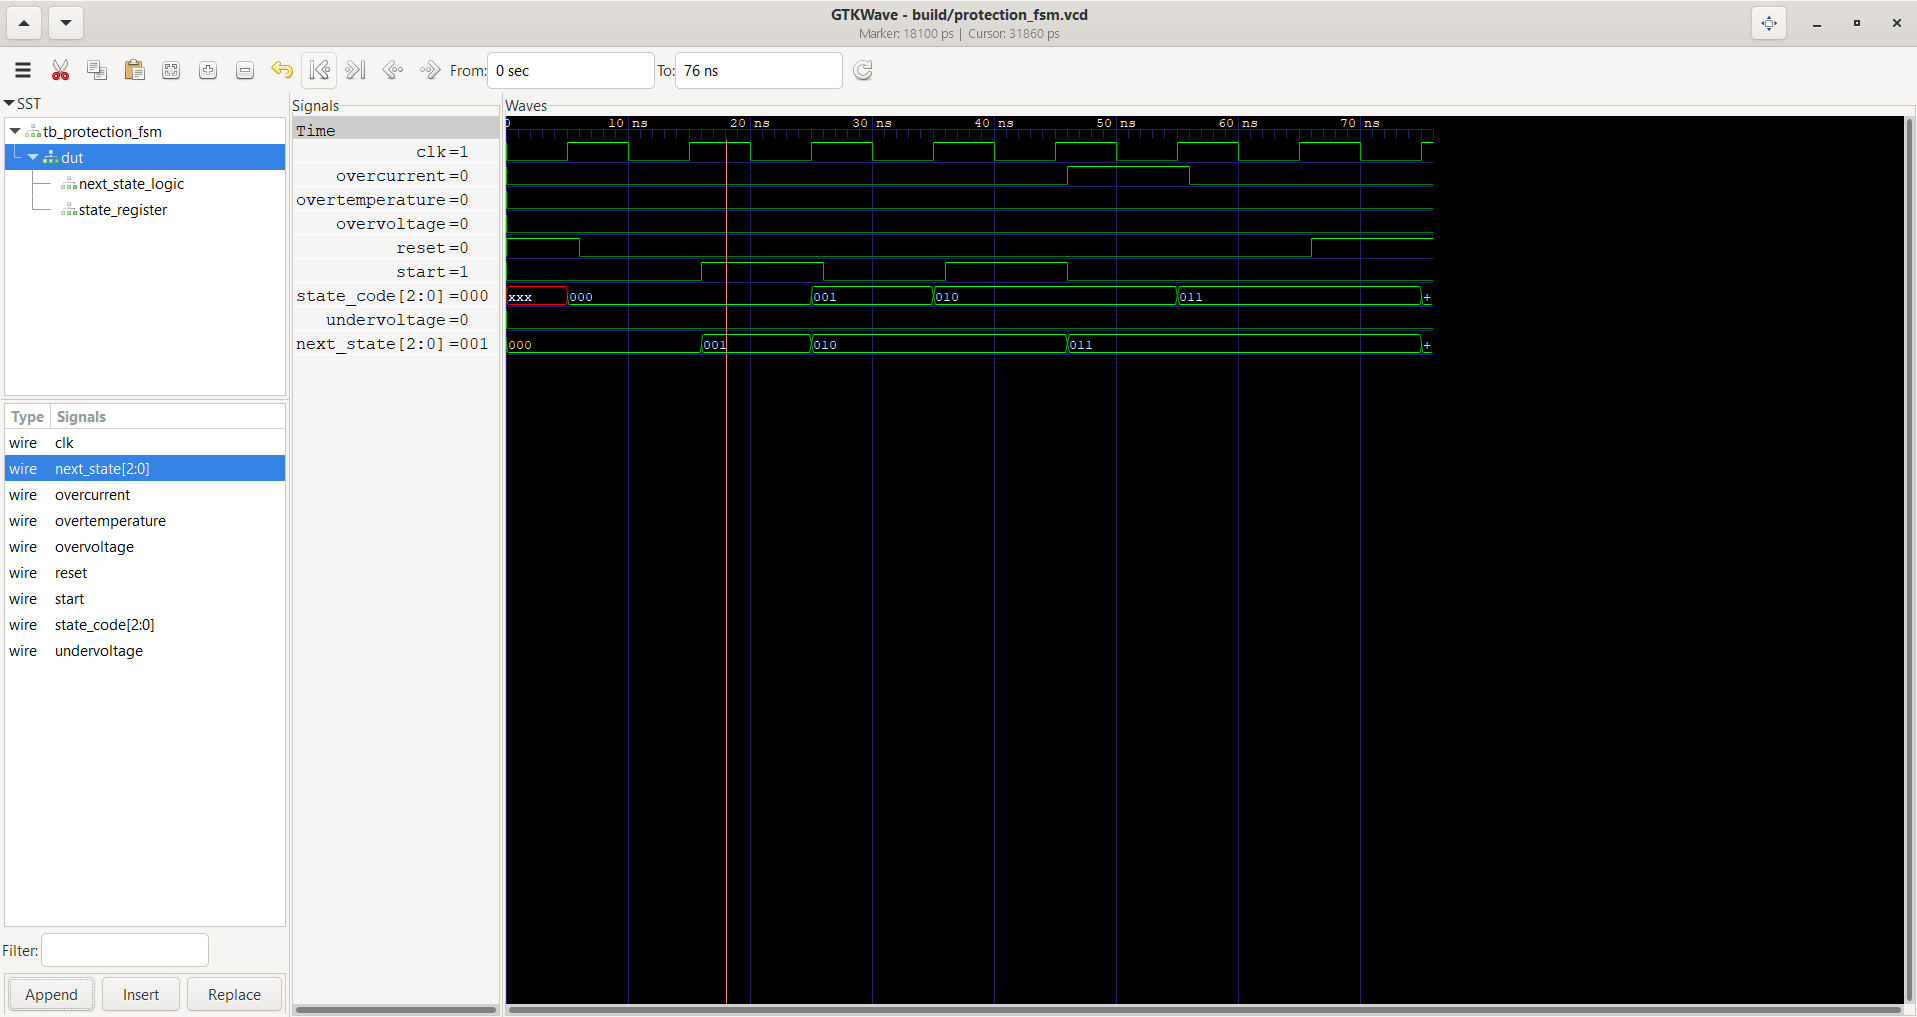 GTKWave - build/protection_fsm.vcd
Marker: 18100 ps | Cursor: 31860 ps
From: 0 sec To: 76 ns
SST
tb_protection_fsm
dut
next_state_logic
state_register
Type Signals
wire clk
wire next_state[2:0]
wire overcurrent
wire overtemperature
wire overvoltage
wire reset
wire start
wire state_code[2:0]
wire undervoltage
Filter:
Append Insert Replace
Signals
Time
clk=1
overcurrent=0
overtemperature=0
overvoltage=0
reset=0
start=1
state_code[2:0]=000
undervoltage=0
next_state[2:0]=001
Waves
0 10 ns 20 ns 30 ns 40 ns 50 ns 60 ns 70 ns
xxx 000 001 010 011 +
000 001 010 011 +